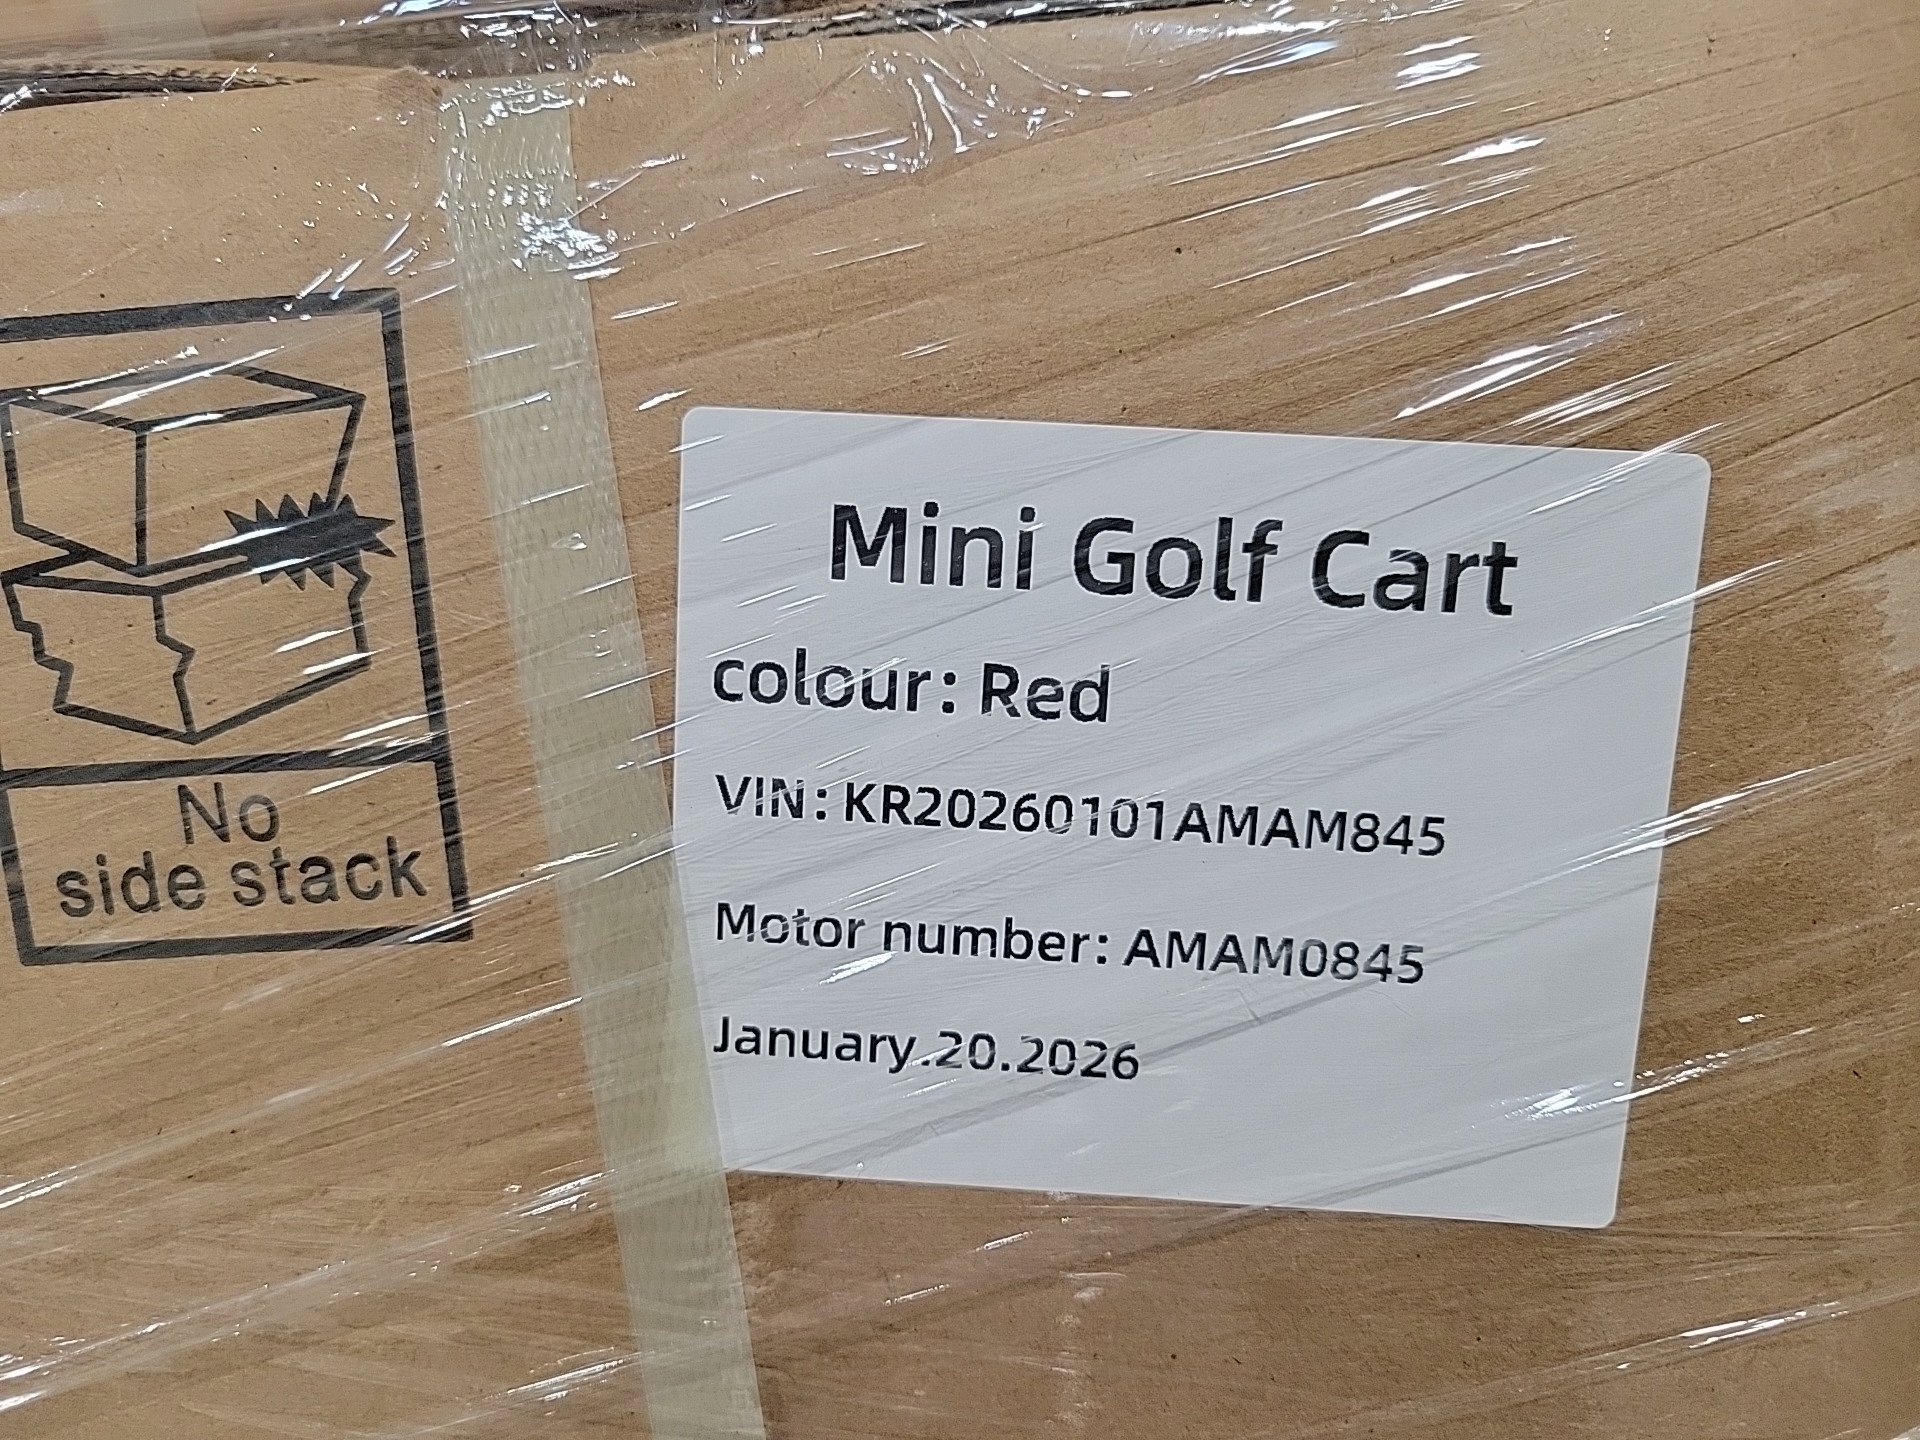 No
side stack
Mini Golf Cart
colour: Red
VIN: KR20260101AMAM845
Motor number: AMAM0845
January.20.2026